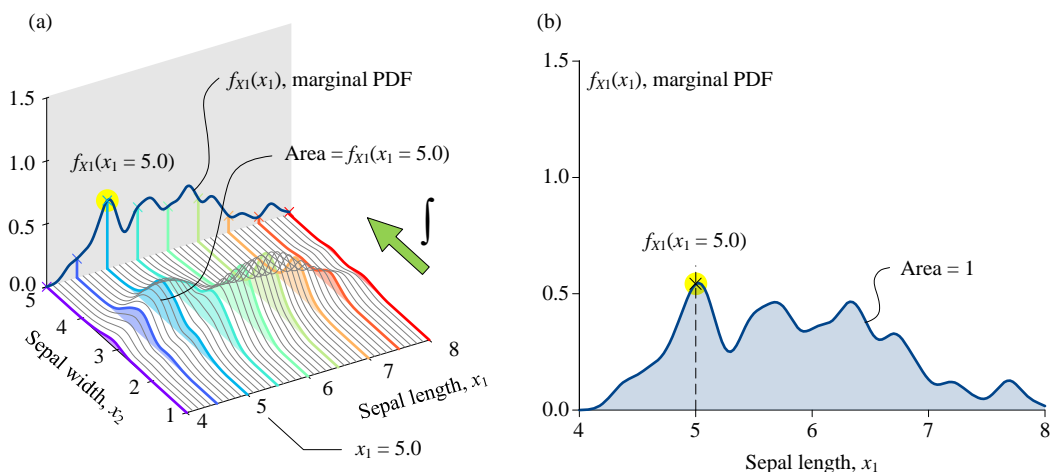 (a)
1.5
1.0
0.5
0.0
f_X1(x_1), marginal PDF
Area = f_X1(x_1 = 5.0)
f_X1(x_1 = 5.0)
∫
5
4
3
2
1
Sepal width, x_2
4
5
6
7
8
Sepal length, x_1
x_1 = 5.0
(b)
1.5
1.0
0.5
0.0
f_X1(x_1), marginal PDF
f_X1(x_1 = 5.0)
Area = 1
4
5
6
7
8
Sepal length, x_1